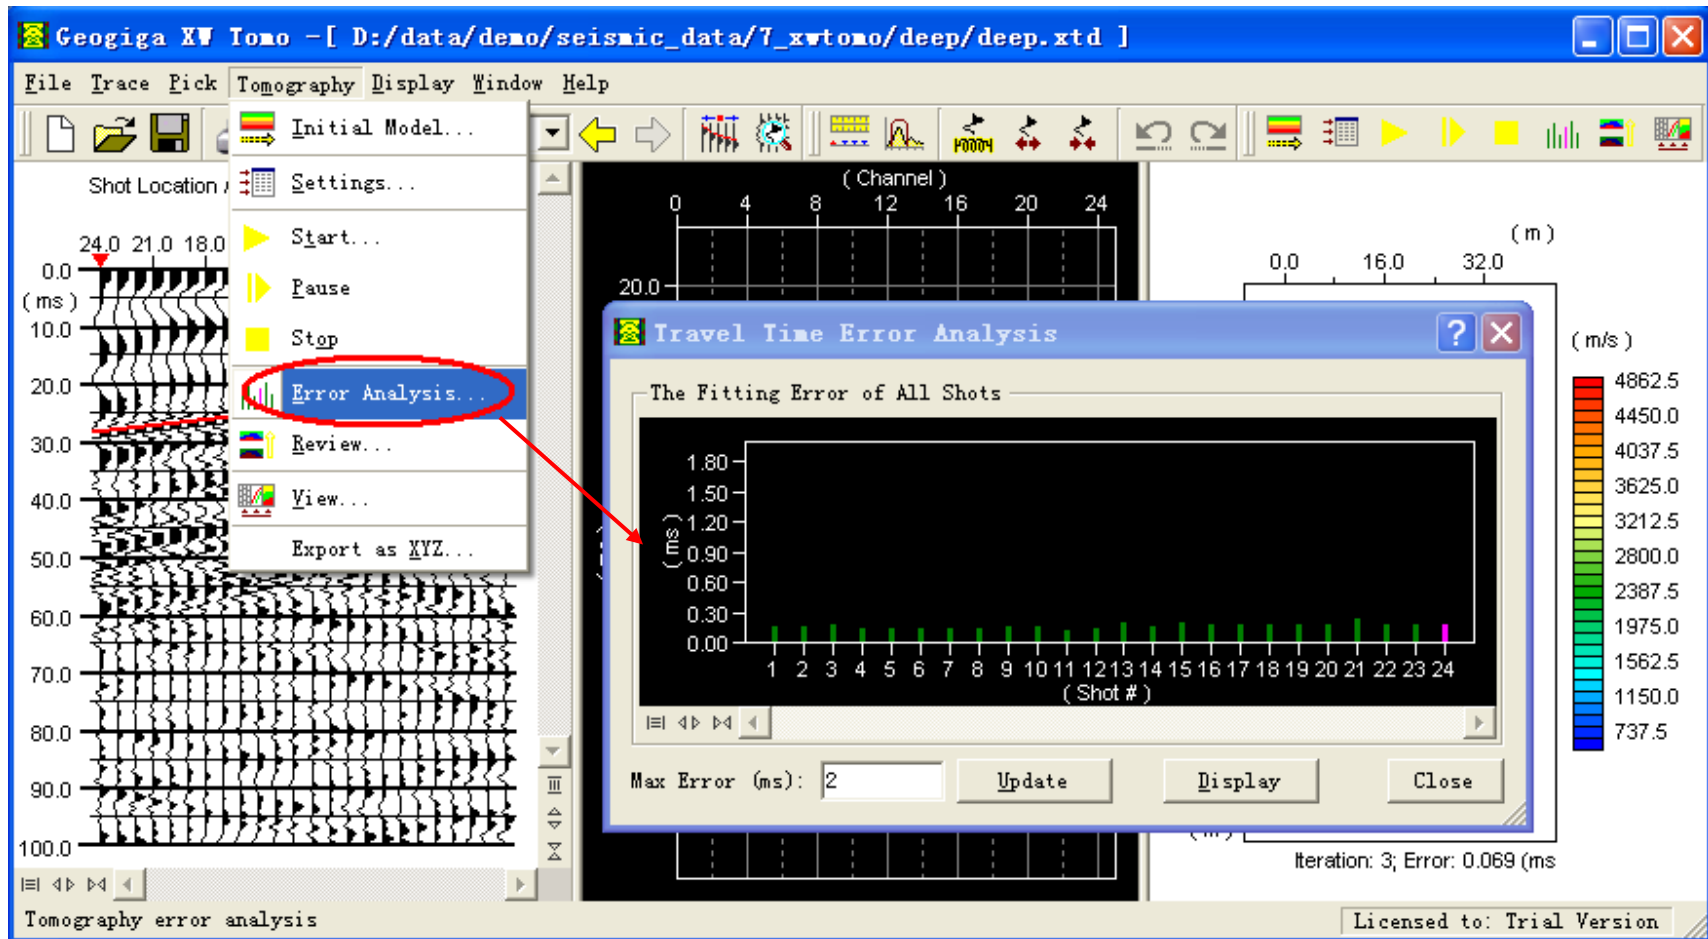 Geogiga XW Tomo -[ D:/data/demo/seismic_data/7_xwtomo/deep/deep.xtd ]
File Trace Pick Tomography Display Window Help
Initial Model...
Settings...
Start...
Pause
Stop
Error Analysis...
Review...
View...
Export as XYZ...
Shot Location
24.0 21.0 18.0
0.0
(ms)
10.0
20.0
30.0
40.0
50.0
60.0
70.0
80.0
90.0
100.0
(Channel)
0 4 8 12 16 20 24
20.0
Travel Time Error Analysis
The Fitting Error of All Shots
1.80
1.50
1.20
0.90
0.60
0.30
0.00
(ms)
1 2 3 4 5 6 7 8 9 10 11 12 13 14 15 16 17 18 19 20 21 22 23 24
(Shot #)
Max Error (ms): 2 Update Display Close
(m)
0.0 16.0 32.0
(m/s)
4862.5
4450.0
4037.5
3625.0
3212.5
2800.0
2387.5
1975.0
1562.5
1150.0
737.5
Iteration: 3; Error: 0.069 (ms
Tomography error analysis
Licensed to: Trial Version